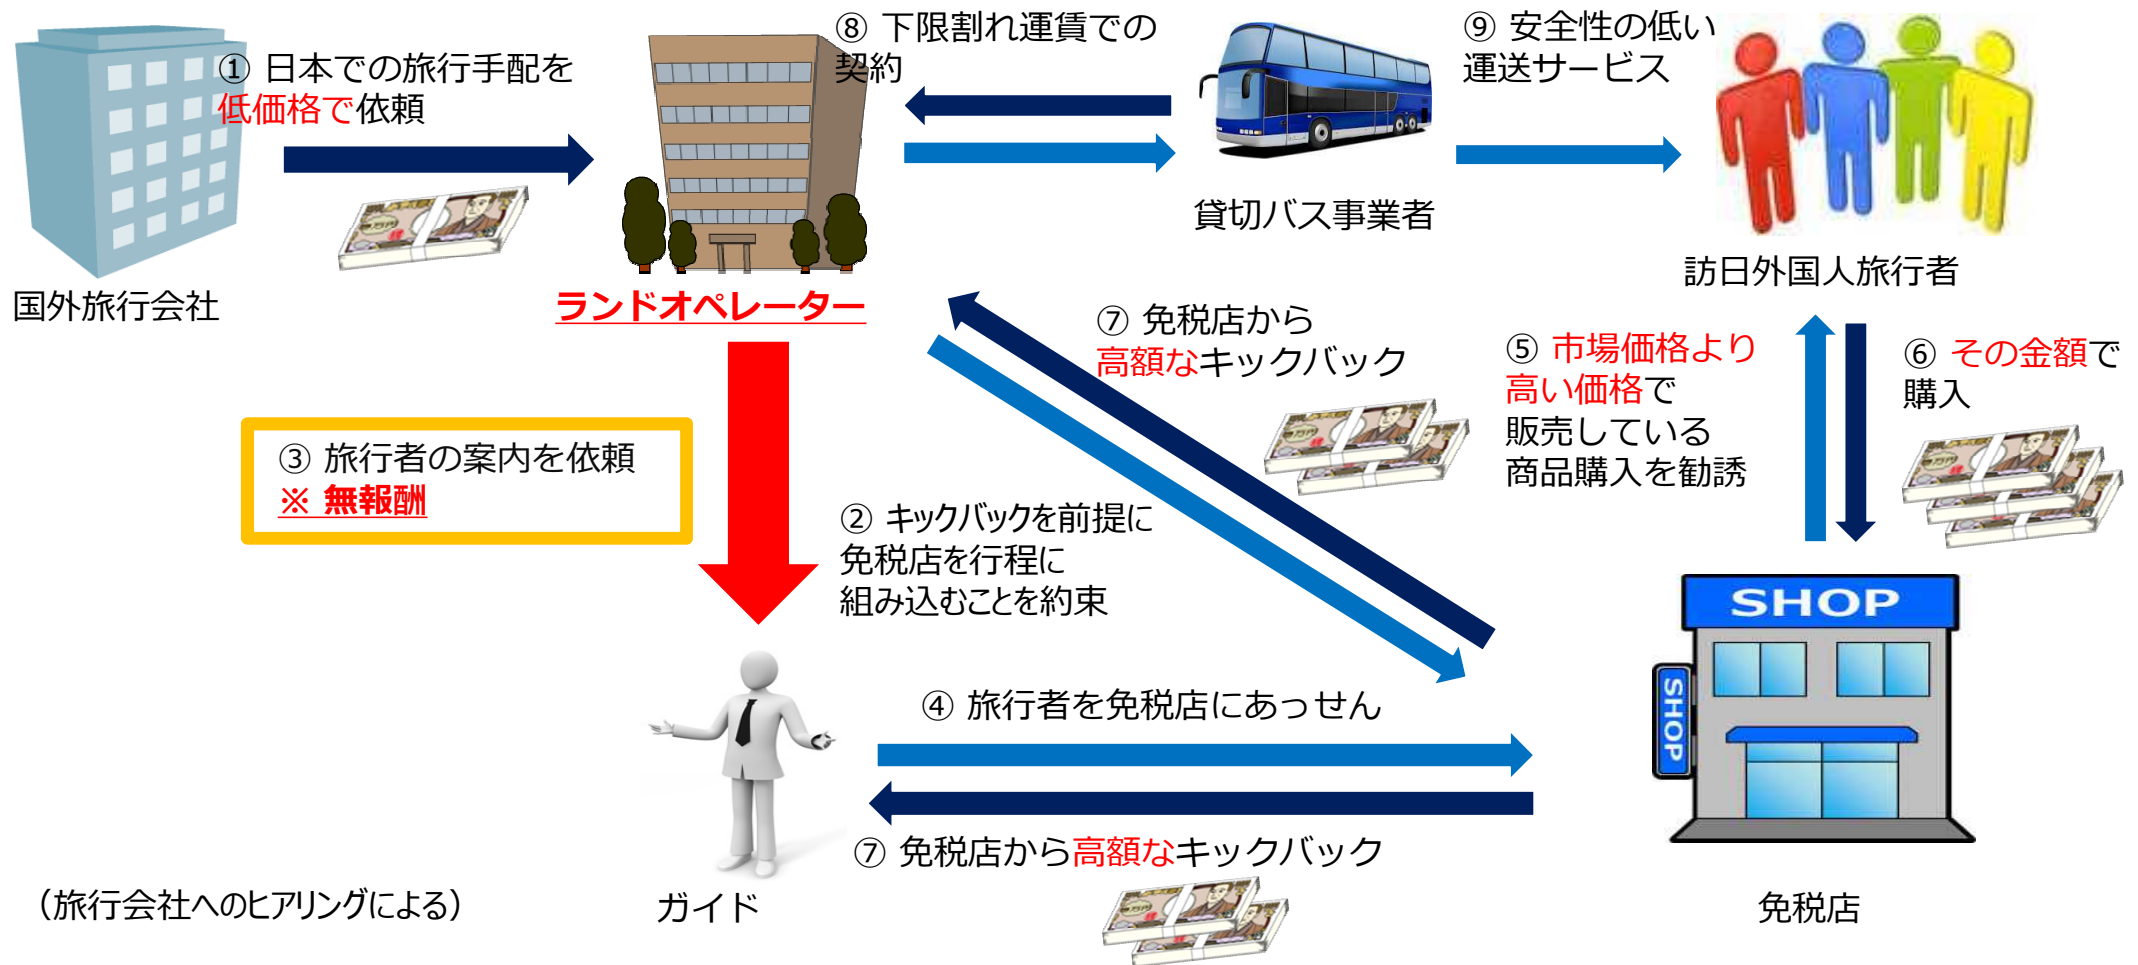 ① 日本での旅行手配を
低価格で依頼
国外旅行会社
ランドオペレーター
⑧ 下限割れ運賃での
契約
貸切バス事業者
⑨ 安全性の低い
運送サービス
訪日外国人旅行者
⑦ 免税店から
高額なキックバック
⑤ 市場価格より
高い価格で
販売している
商品購入を勧誘
⑥ その金額で
購入
③ 旅行者の案内を依頼
※ 無報酬
② キックバックを前提に
免税店を行程に
組み込むことを約束
④ 旅行者を免税店にあっせん
⑦ 免税店から高額なキックバック
SHOP
SHOP
(旅行会社へのヒアリングによる)
ガイド
免税店